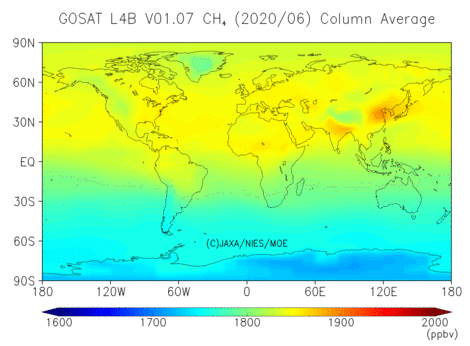 GOSAT L4B V01.07 CH₄ (2020/06) Column Average
90N
60N
30N
EQ
30S
60S
90S
(C)JAXA/NIES/MOE
180 120W 60W 0 60E 120E 180
1600 1700 1800 1900 2000
(ppbv)